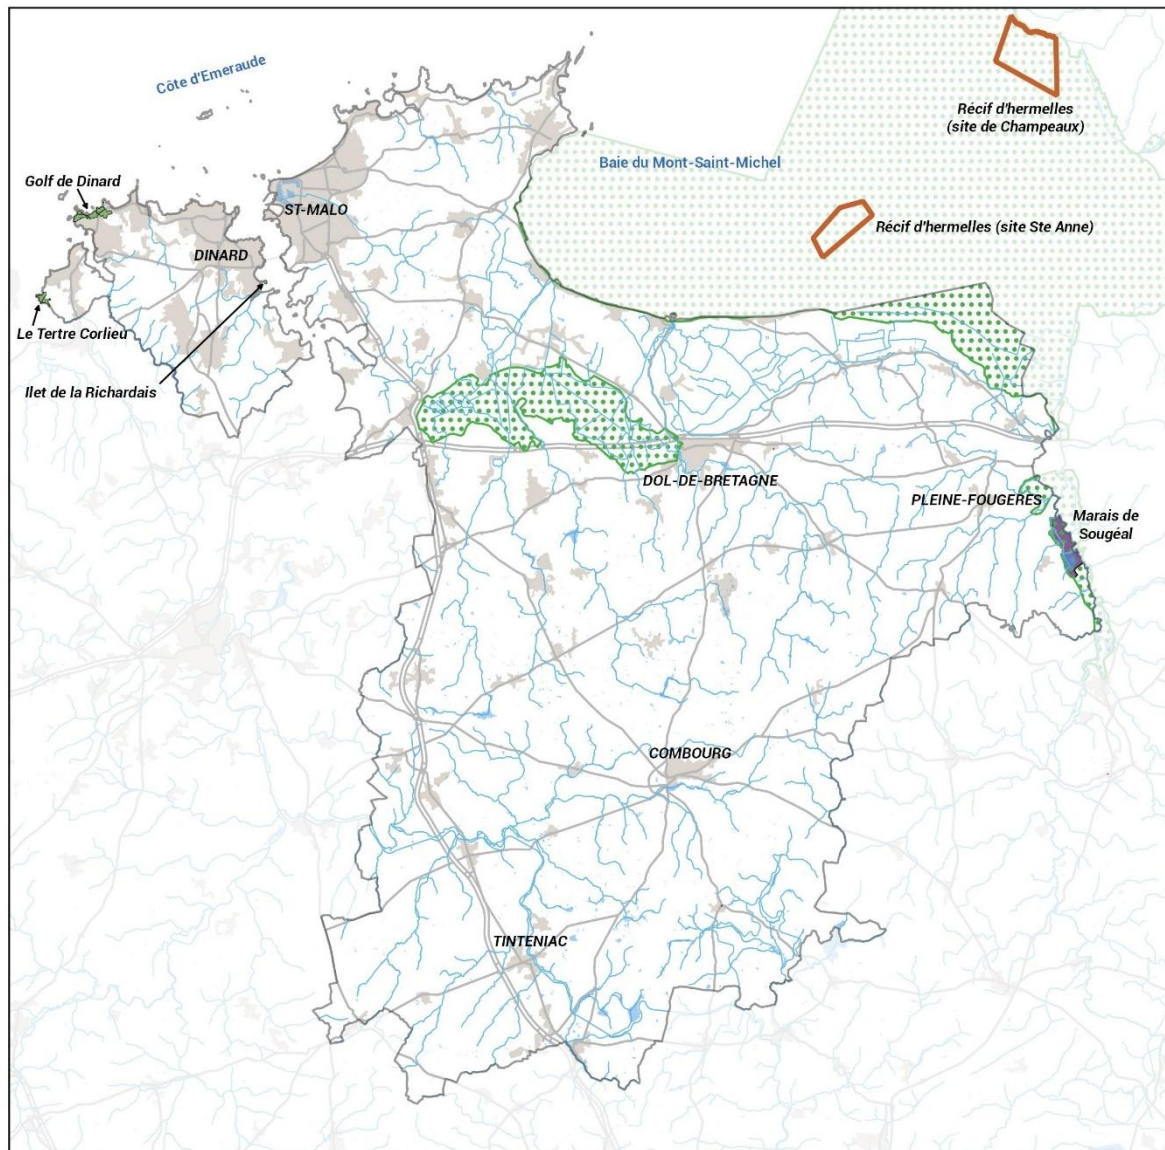 Côte d'Emeraude
Récif d'hermelles
(site de Champeaux)
Baie du Mont-Saint-Michel
Golf de Dinard
ST-MALO
Récif d'hermelles (site Ste Anne)
DINARD
Le Tertre Corlieu
Ilet de la Richardais
DOL-DE-BRETAGNE
PLEINE-FOUGERES
Marais de
Sougéal
COMBOURG
TINTENIAC